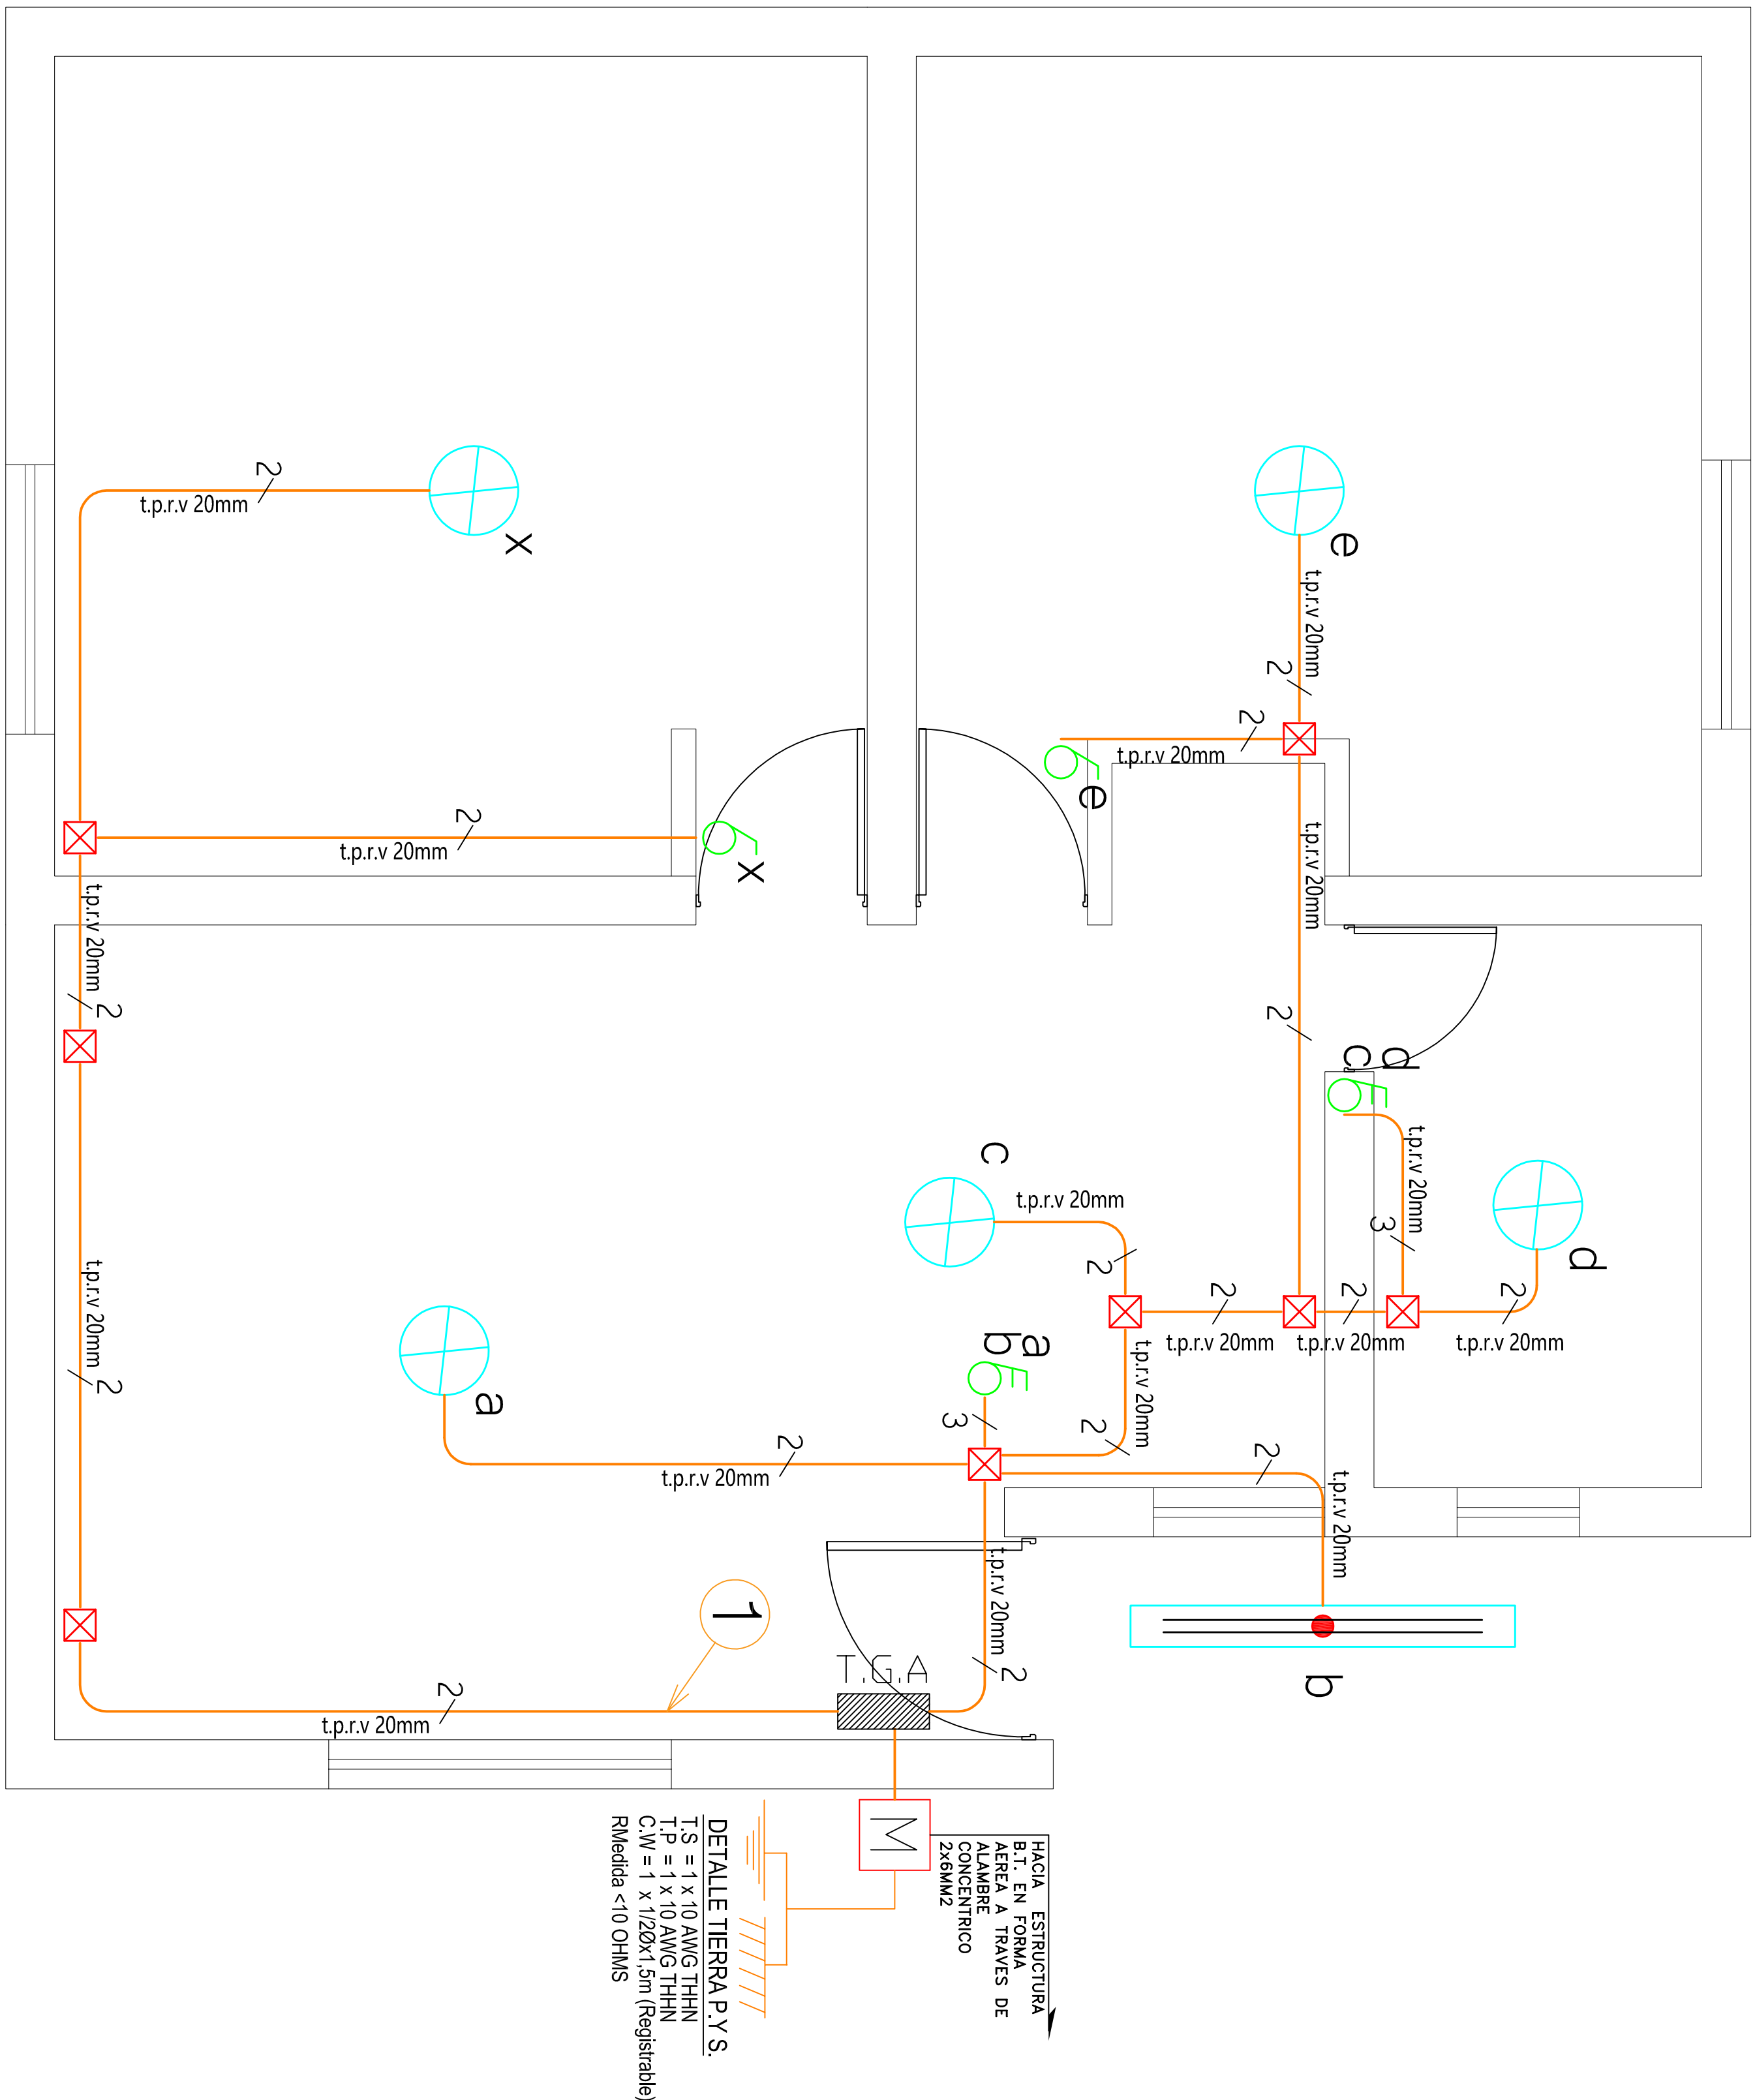 2
t.p.r.v 20mm
x
e
t.p.r.v 20mm
2
2
t.p.r.v 20mm
e
2
t.p.r.v 20mm
x
t.p.r.v 20mm
2
t.p.r.v 20mm
2
d
c
t.p.r.v 20mm
3
d
c
t.p.r.v 20mm
2
2
t.p.r.v 20mm
2
t.p.r.v 20mm
2
t.p.r.v 20mm
t.p.r.v 20mm
2
t.p.r.v 20mm
2
a
b
3
a
2
t.p.r.v 20mm
2
t.p.r.v 20mm
t.p.r.v 20mm
2
b
1
T.G.A
2
t.p.r.v 20mm
M
HACIA ESTRUCTURA
B.T. EN FORMA
AEREA A TRAVES DE
ALAMBRE
CONCENTRICO
2x6MM2
DETALLE TIERRA P.Y S.
T.S = 1 x 10 AWG THHN
T.P = 1 x 10 AWG THHN
C.W = 1 x 1/2Øx1,5m (Registrable)
RMedida <10 OHMS